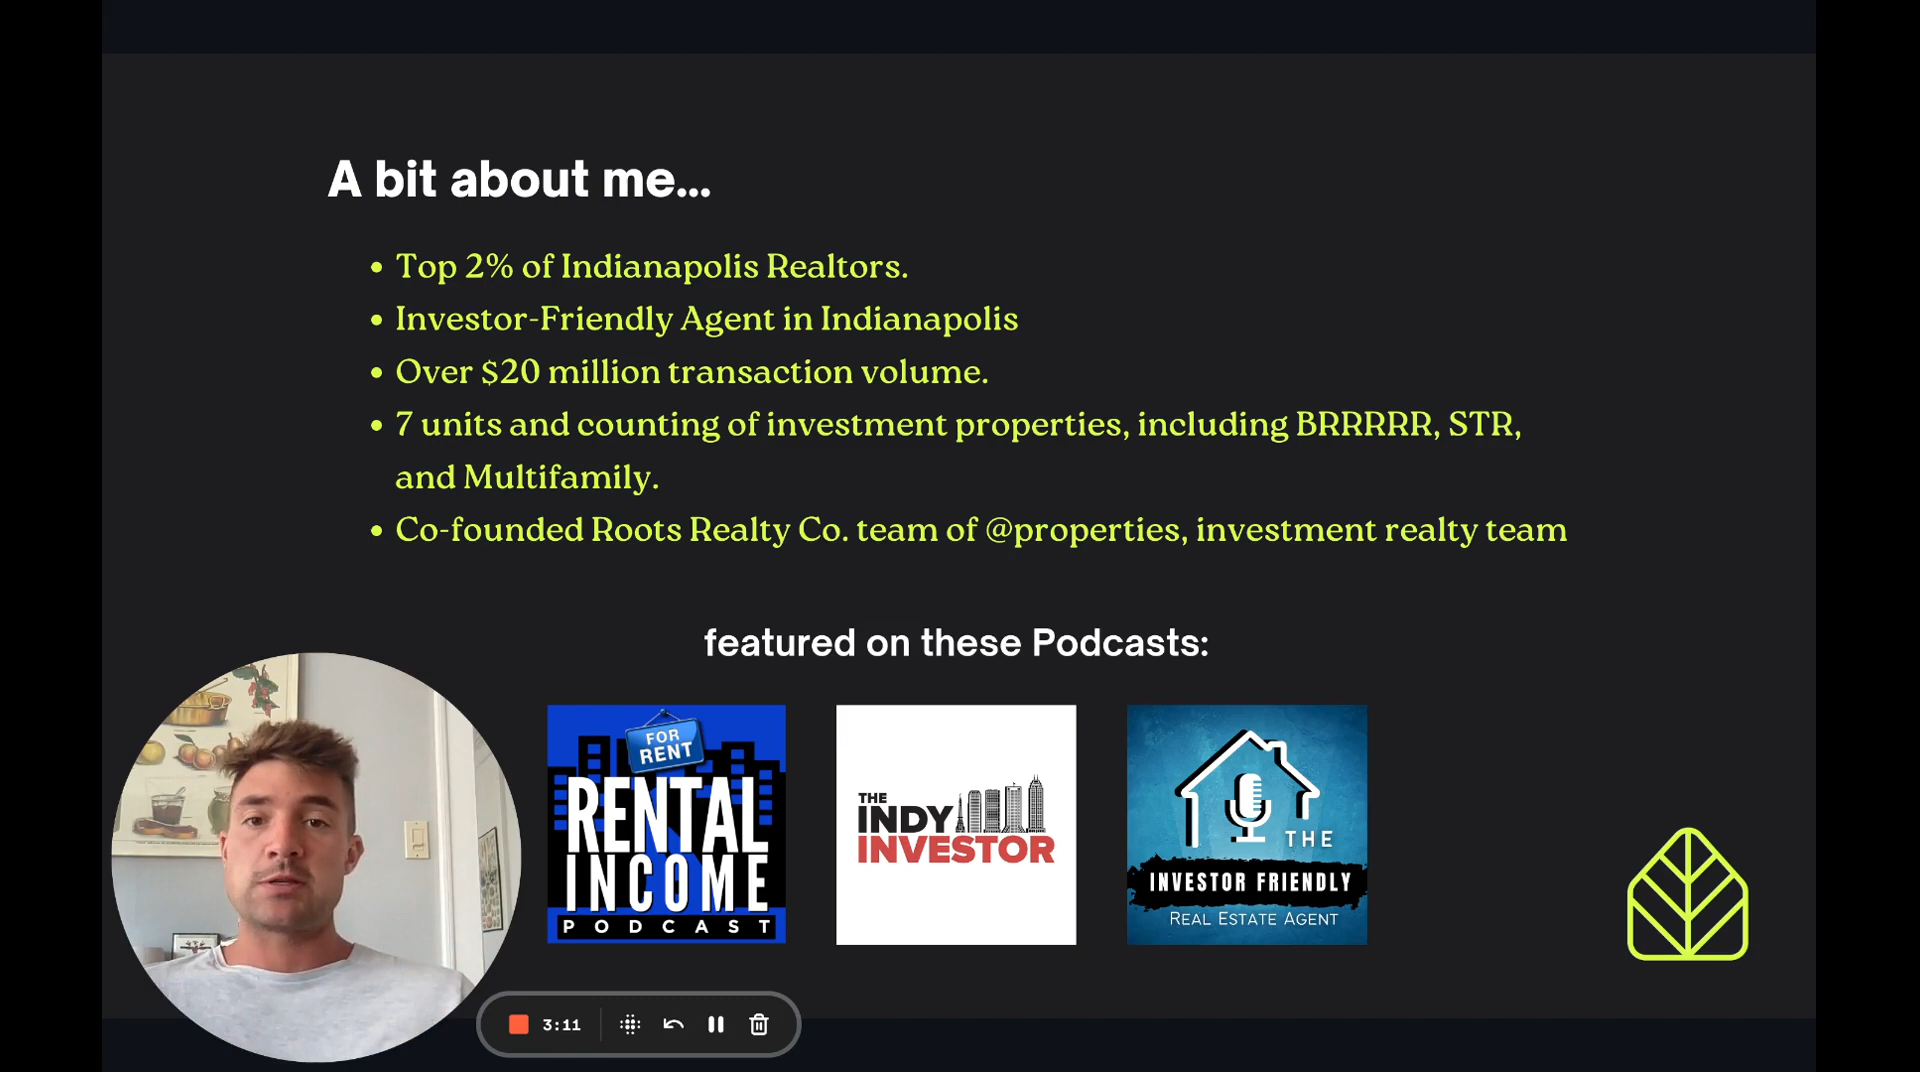 A bit about me...
Top 2% of Indianapolis Realtors.
Investor-Friendly Agent in Indianapolis
Over $20 million transaction volume.
7 units and counting of investment properties, including BRRRRR, STR,
and Multifamily.
Co-founded Roots Realty Co. team of @properties, investment realty team
featured on these Podcasts:
FOR
RENT
RENTAL
INCOME
PODCAST
THE
INDY
INVESTOR
THE
INVESTOR FRIENDLY
REAL ESTATE AGENT
3:11